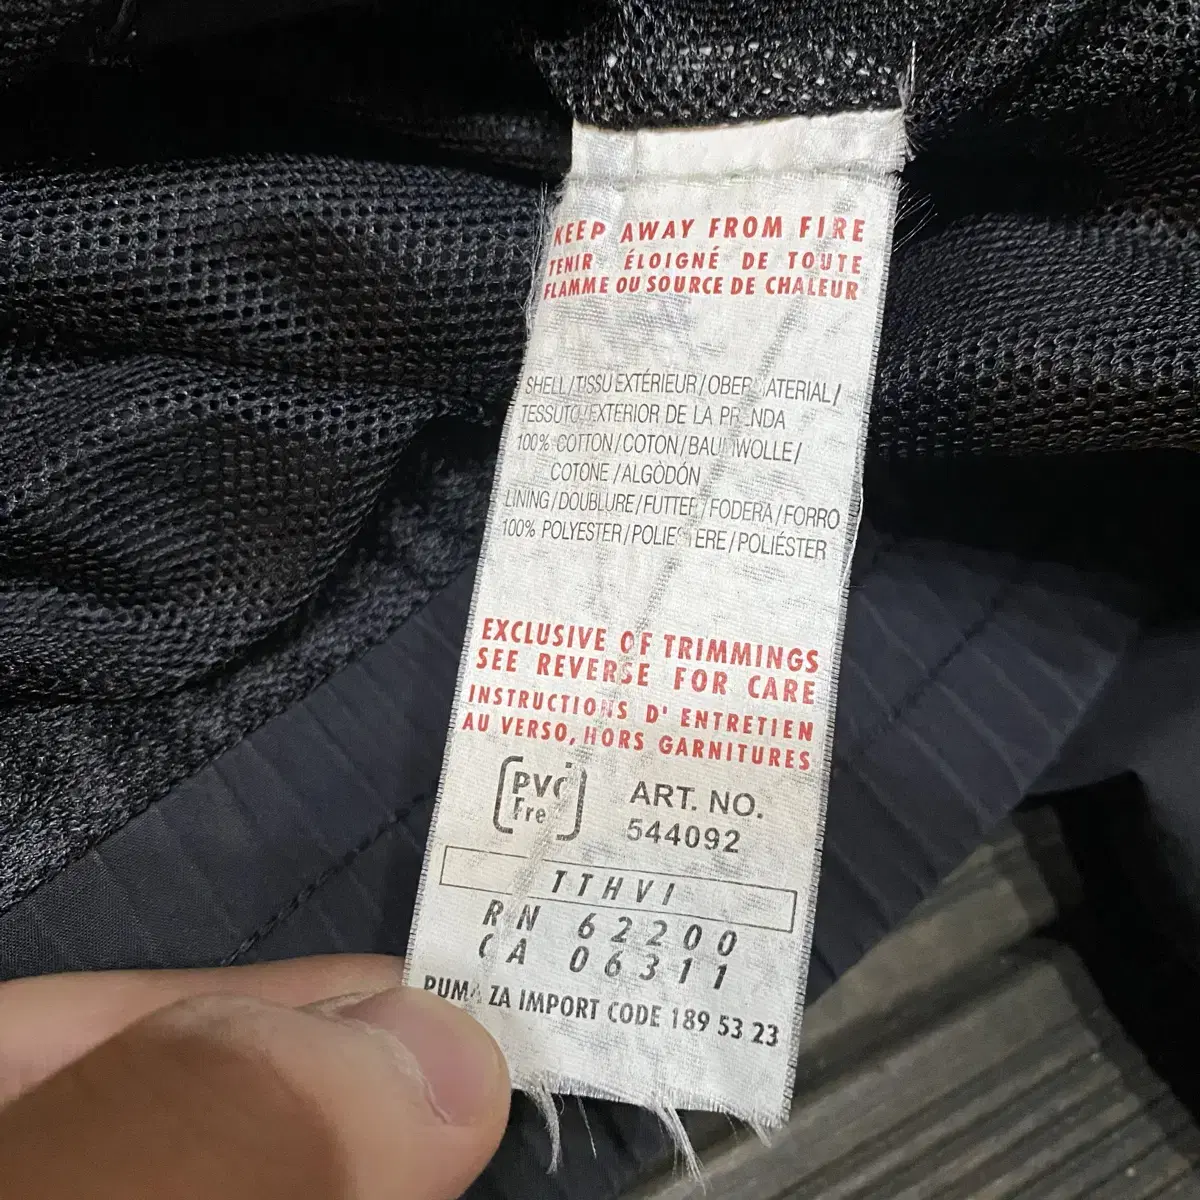 KEEP AWAY FROM FIRE
TENIR ÉLOIGNÉ DE TOUTE
FLAMME OU SOURCE DE CHALEUR
SHELL/TISSU EXTÉRIEUR/OBERMATERIAL/
TESSUTO/EXTERIOR DE LA PRENDA
100% COTTON/COTON/BAUMWOLLE/
COTONE/ALGODÓN
LINING/DOUBLURE/FUTTER/FODERA/FORRO
100% POLYESTER/POLIESTERE/POLIÉSTER
EXCLUSIVE OF TRIMMINGS
SEE REVERSE FOR CARE
INSTRUCTIONS D'ENTRETIEN
AU VERSO, HORS GARNITURES
PVC
Free
ART. NO.
544092
TTHVI
RN 62200
CA 06311
PUMA ZA IMPORT CODE 189 53 23